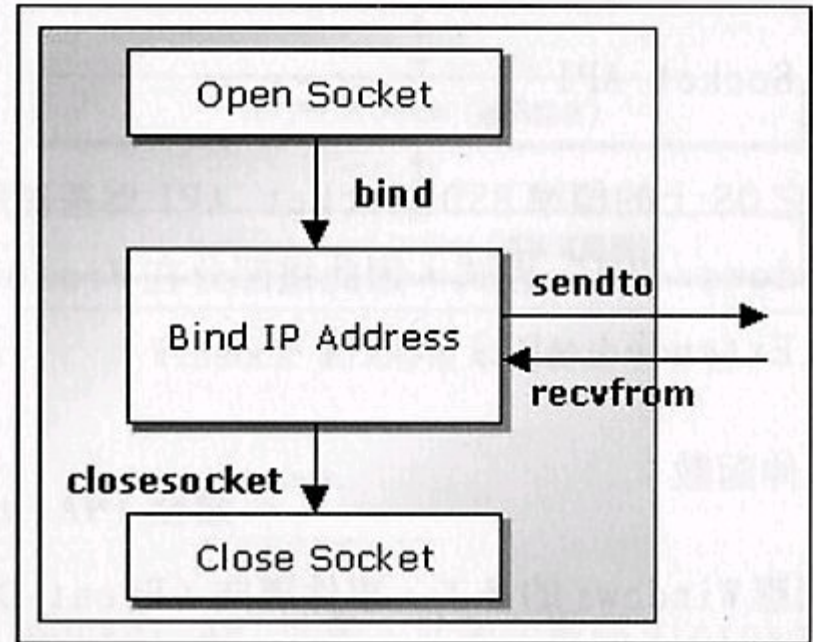 Open Socket
bind
sendto
Bind IP Address
recvfrom
closesocket
Close Socket